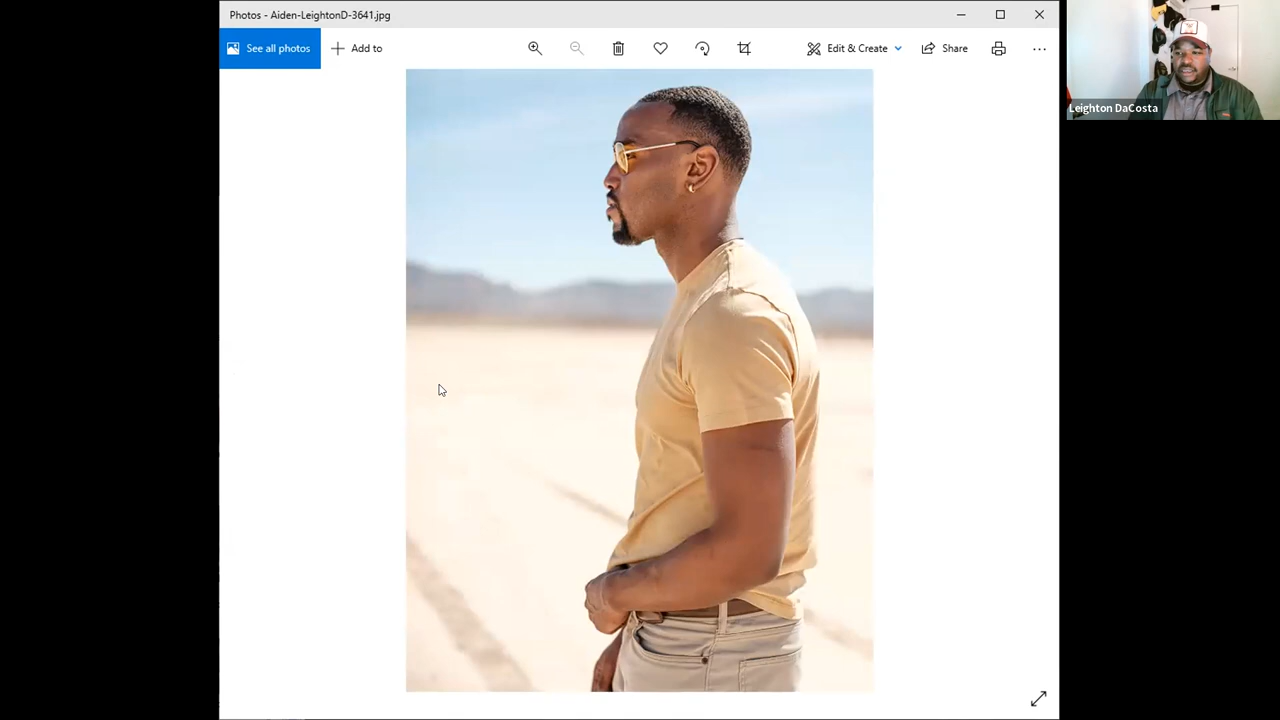 Photos - Aiden-LeightonD-3641.jpg
See all photos
Add to
Edit & Create
Share
Leighton DaCosta